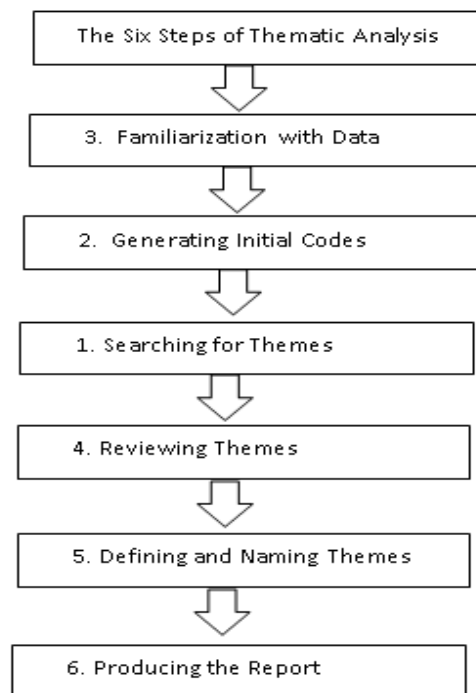 The Six Steps of Thematic Analysis
3. Familiarization with Data
2. Generating Initial Codes
1. Searching for Themes
4. Reviewing Themes
5. Defining and Naming Themes
6. Producing the Report